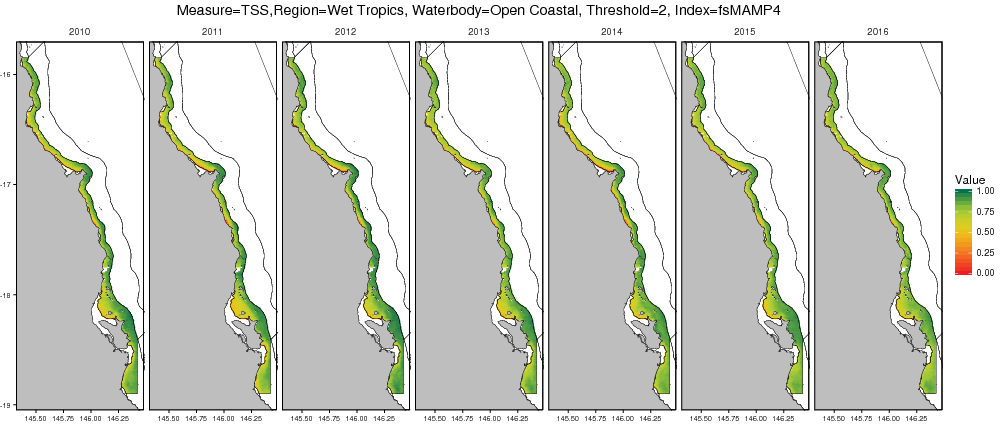 Measure=TSS,Region=Wet Tropics, Waterbody=Open Coastal, Threshold=2, Index=fsMAMP4
2010 2011 2012 2013 2014 2015 2016
-16
-17
-18
-19
Value
1.00
0.75
0.50
0.25
0.00
145.50 145.75 146.00 146.25 145.50 145.75 146.00 146.25 145.50 145.75 146.00 146.25 145.50 145.75 146.00 146.25 145.50 145.75 146.00 146.25 145.50 145.75 146.00 146.25 145.50 145.75 146.00 146.25